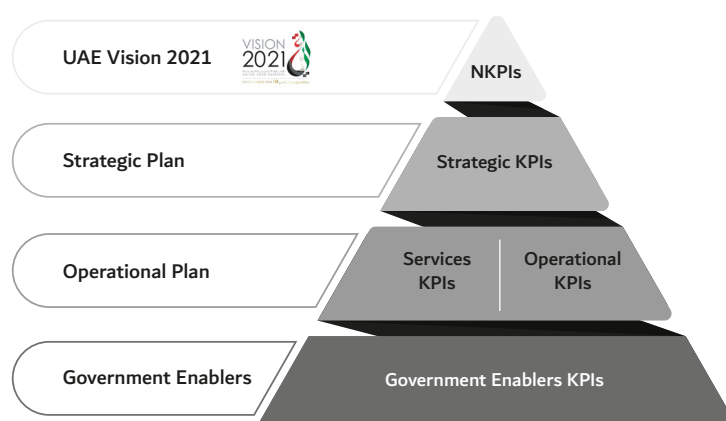 UAE Vision 2021
VISION
2021
NKPIs
Strategic Plan
Strategic KPIs
Operational Plan
Services
KPIs
Operational
KPIs
Government Enablers
Government Enablers KPIs